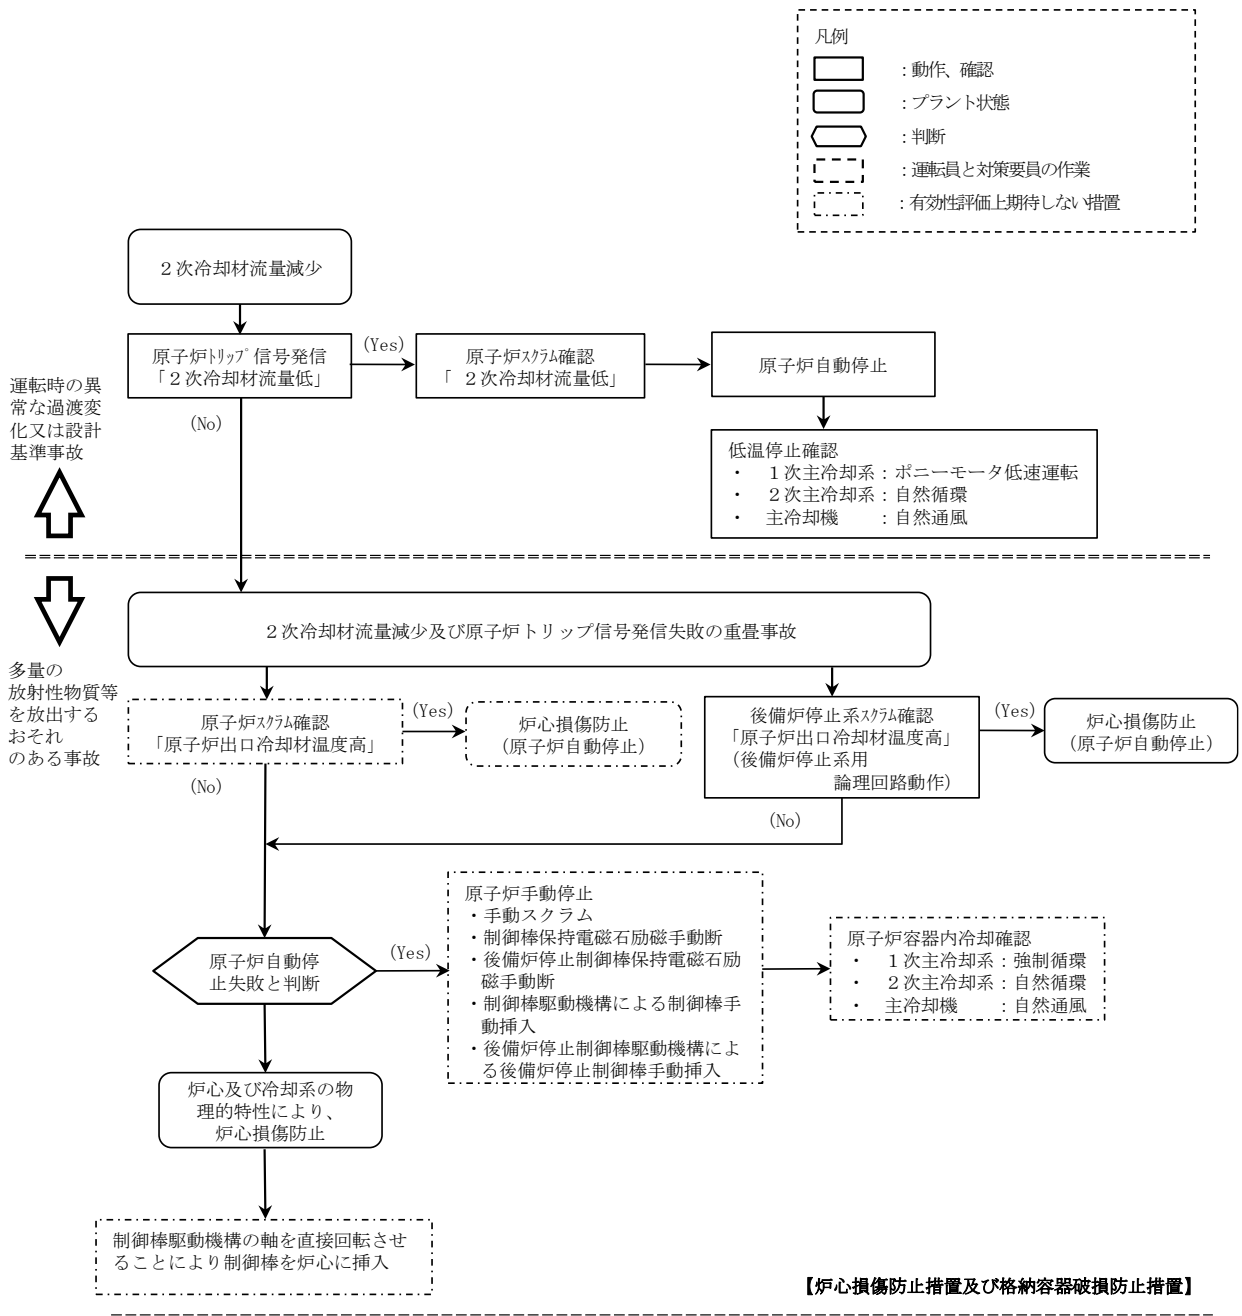 凡例
：動作、確認
：プラント状態
：判断
：運転員と対策要員の作業
：有効性評価上期待しない措置
２次冷却材流量減少
原子炉ﾄﾘｯﾌﾟ信号発信
「２次冷却材流量低」
(Yes)
原子炉ｽｸﾗﾑ確認
「 ２次冷却材流量低」
原子炉自動停止
(No)
運転時の異
常な過渡変
化又は設計
基準事故
低温停止確認
・ １次主冷却系：ポニーモータ低速運転
・ ２次主冷却系：自然循環
・ 主冷却機　　：自然通風
２次冷却材流量減少及び原子炉トリップ信号発信失敗の重畳事故
多量の
放射性物質等
を放出する
おそれ
のある事故
原子炉ｽｸﾗﾑ確認
「原子炉出口冷却材温度高」
(Yes)
炉心損傷防止
（原子炉自動停止）
(No)
後備炉停止系ｽｸﾗﾑ確認
「原子炉出口冷却材温度高」
（後備炉停止系用
論理回路動作）
(Yes)
炉心損傷防止
（原子炉自動停止）
(No)
原子炉自動停
止失敗と判断
(Yes)
原子炉手動停止
・手動スクラム
・制御棒保持電磁石励磁手動断
・後備炉停止制御棒保持電磁石励
磁手動断
・制御棒駆動機構による制御棒手
動挿入
・後備炉停止制御棒駆動機構によ
る後備炉停止制御棒手動挿入
原子炉容器内冷却確認
・ １次主冷却系：強制循環
・ ２次主冷却系：自然循環
・ 主冷却機　　：自然通風
炉心及び冷却系の物
理的特性により、
炉心損傷防止
制御棒駆動機構の軸を直接回転させ
ることにより制御棒を炉心に挿入
【炉心損傷防止措置及び格納容器破損防止措置】